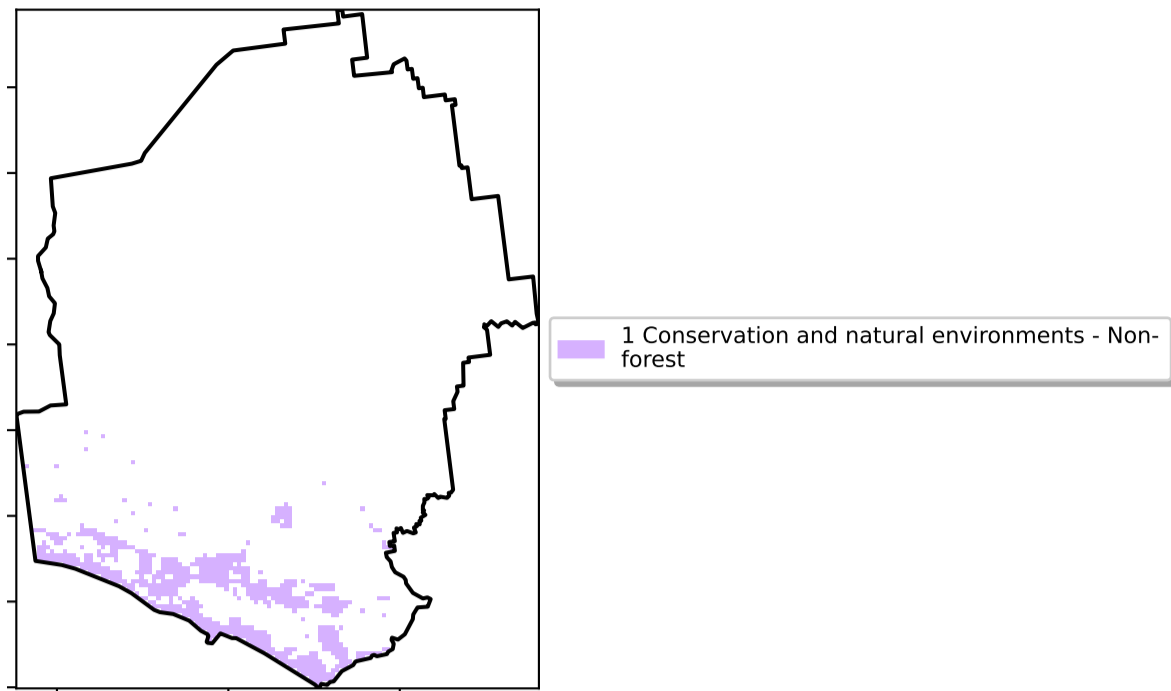 1 Conservation and natural environments - Non-
forest